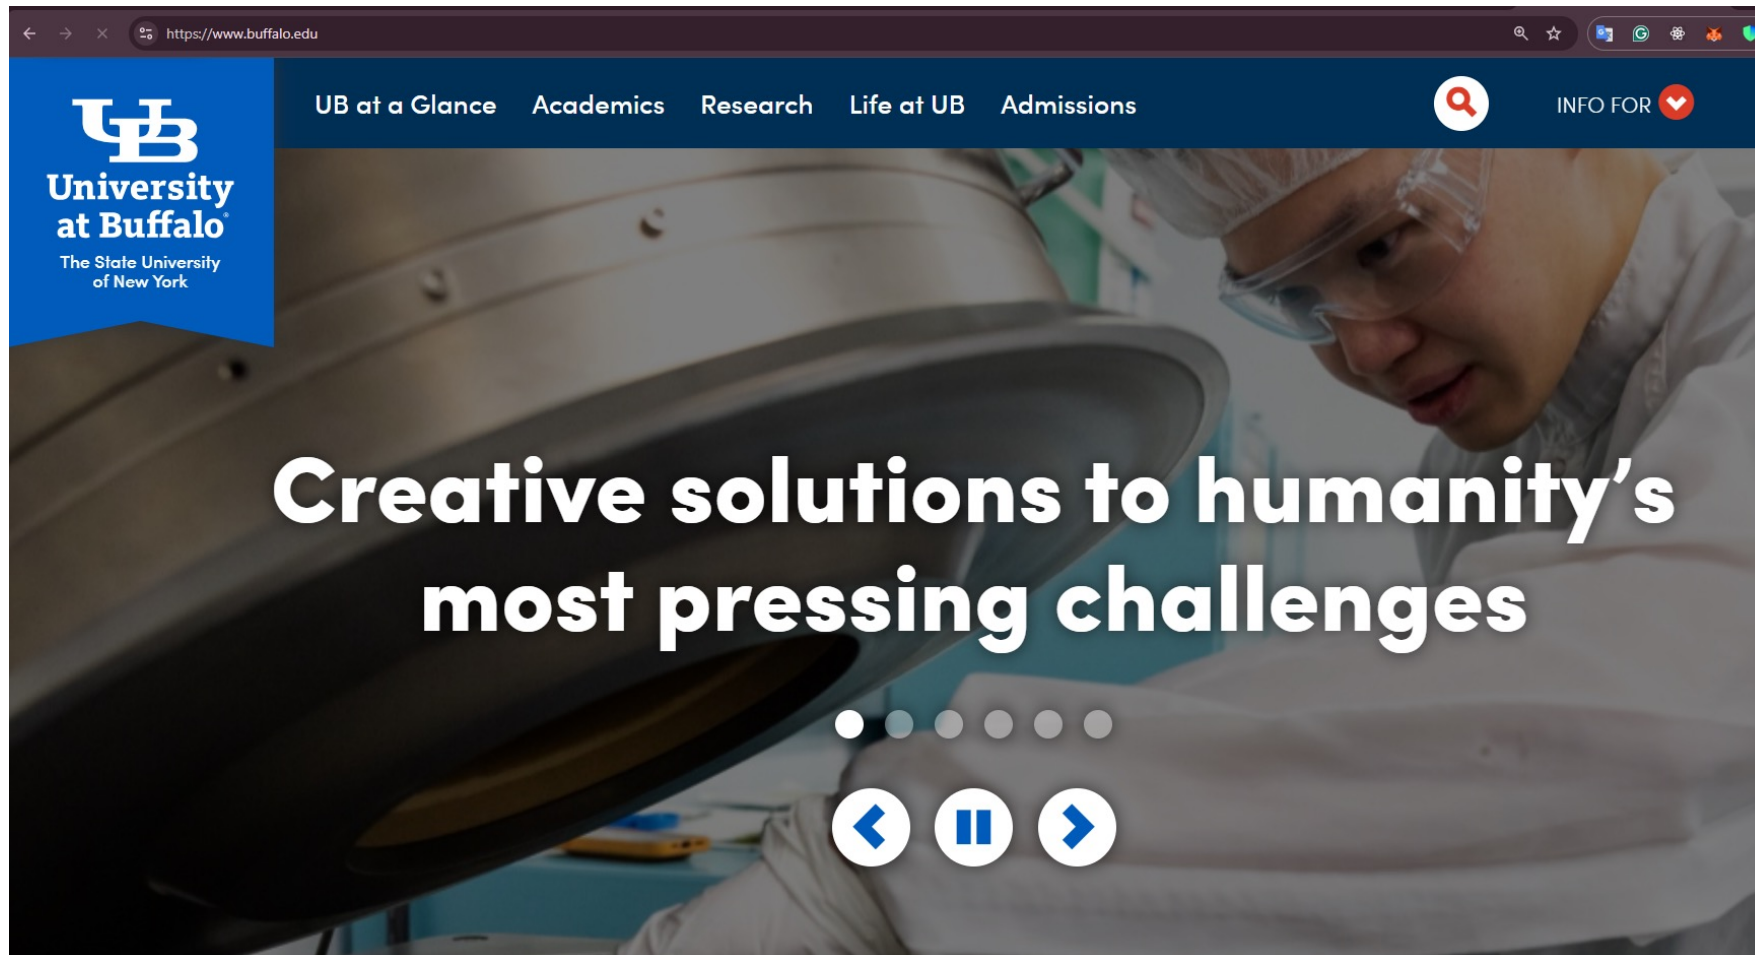 https://www.buffalo.edu
UB at a Glance Academics Research Life at UB Admissions INFO FOR
UB
University
at Buffalo®
The State University
of New York
Creative solutions to humanity’s
most pressing challenges